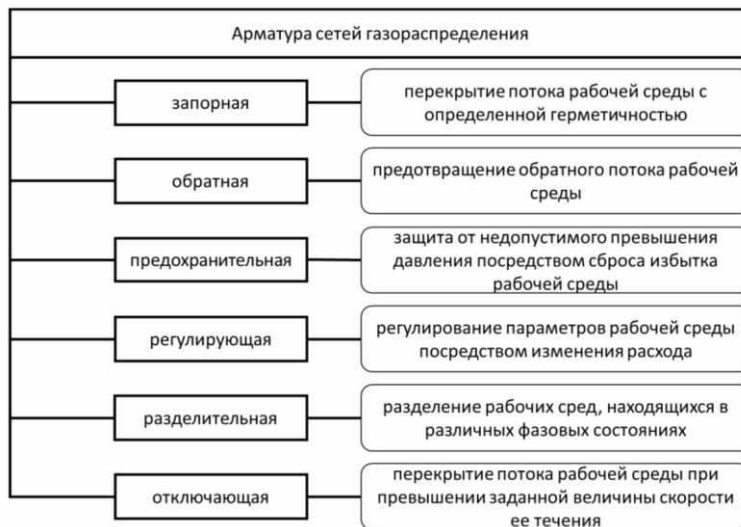 Арматура сетей газораспределения
запорная
перекрытие потока рабочей среды с
определенной герметичностью
обратная
предотвращение обратного потока рабочей
среды
предохранительная
защита от недопустимого превышения
давления посредством сброса избытка
рабочей среды
регулирующая
регулирование параметров рабочей среды
посредством изменения расхода
разделительная
разделение рабочих сред, находящихся в
различных фазовых состояниях
отключающая
перекрытие потока рабочей среды при
превышении заданной величины скорости
ее течения